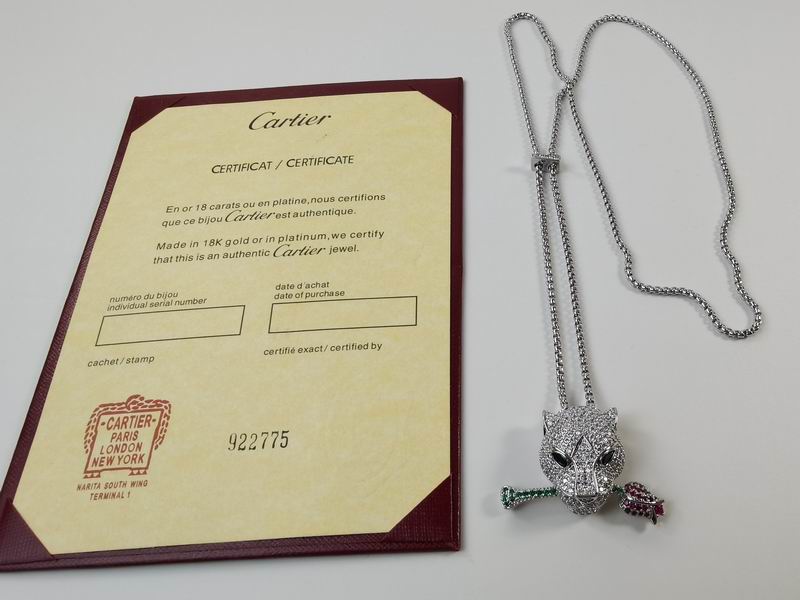 Cartier
CERTIFICAT / CERTIFICATE
En or 18 carats ou en platine, nous certifions
que ce bijou Cartier est authentique.
Made in 18K gold or in platinum, we certify
that this is an authentic Cartier jewel.
numéro du bijou
individual serial number
date d'achat
date of purchase
cachet / stamp
certifié exact / certified by
-CARTIER-
PARIS
LONDON
NEW YORK
NARITA SOUTH WING
TERMINAL 1
922775